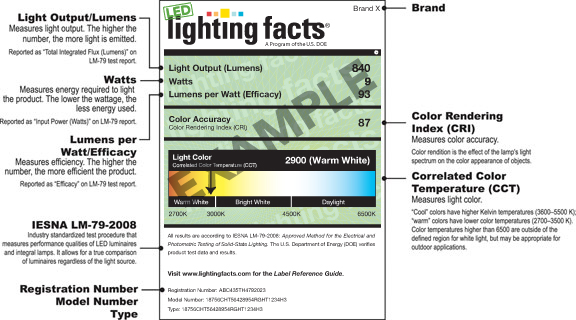 Light Output/Lumens
Measures light output. The higher the
number, the more light is emitted.
Reported as "Total Integrated Flux (Lumens)" on
LM-79 test report.
Watts
Measures energy required to light
the product. The lower the wattage, the
less energy used.
Reported as "Input Power (Watts)" on LM-79 report.
Lumens per
Watt/Efficacy
Measures efficiency. The higher the
number, the more efficient the product.
Reported as "Efficacy" on LM-79 test report.
IESNA LM-79-2008
Industry standardized test procedure that
measures performance qualities of LED luminaires
and integral lamps. It allows for a true comparison
of luminaires regardless of the light source.
Registration Number
Model Number
Type
LED
lighting facts®
A Program of the U.S. DOE
Brand X
Light Output (Lumens) 840
Watts 9
Lumens per Watt (Efficacy) 93
Color Accuracy
Color Rendering Index (CRI) 87
EXAMPLE
Light Color
Correlated Color Temperature (CCT)
2900 (Warm White)
Warm White Bright White Daylight
2700K 3000K 4500K 6500K
All results are according to IESNA LM-79-2008: Approved Method for the Electrical and
Photometric Testing of Solid-State Lighting. The U.S. Department of Energy (DOE) verifies
product test data and results.
Visit www.lightingfacts.com for the Label Reference Guide.
Registration Number: ABC435TH4792023
Model Number: 18756CHT56428954RGHT1234H3
Type: 18756CHT56428954RGHT1234H3
Brand
Color Rendering
Index (CRI)
Measures color accuracy.
Color rendition is the effect of the lamp's light
spectrum on the color appearance of objects.
Correlated Color
Temperature (CCT)
Measures light color.
"Cool" colors have higher Kelvin temperatures (3600–5500 K);
"warm" colors have lower color temperatures (2700–3500 K).
Color temperatures higher than 6500 are outside of the
defined region for white light, but may be appropriate for
outdoor applications.